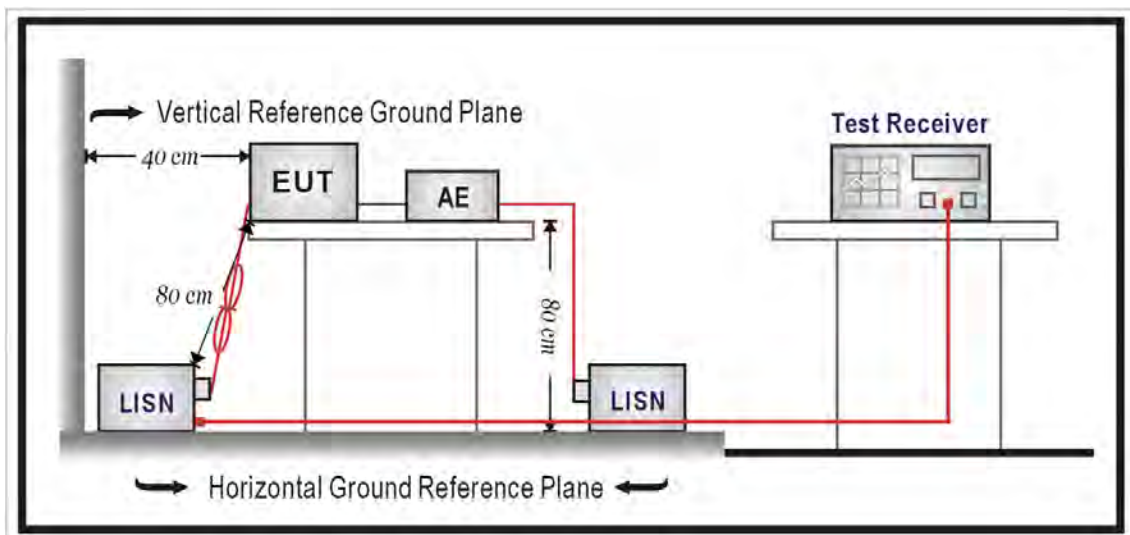 Vertical Reference Ground Plane
Test Receiver
40 cm
EUT
AE
80 cm
80 cm
LISN
LISN
Horizontal Ground Reference Plane